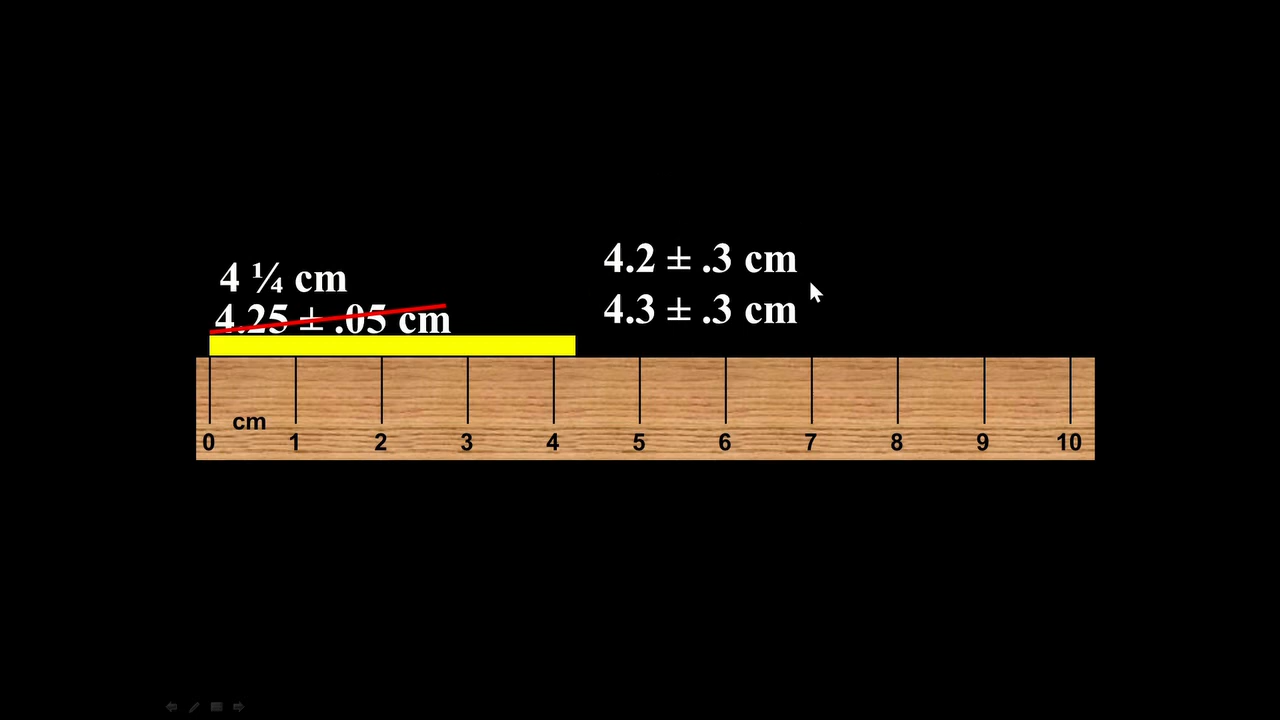 4 ¼ cm
4.25 ± .05 cm
4.2 ± .3 cm
4.3 ± .3 cm
cm
0 1 2 3 4 5 6 7 8 9 10